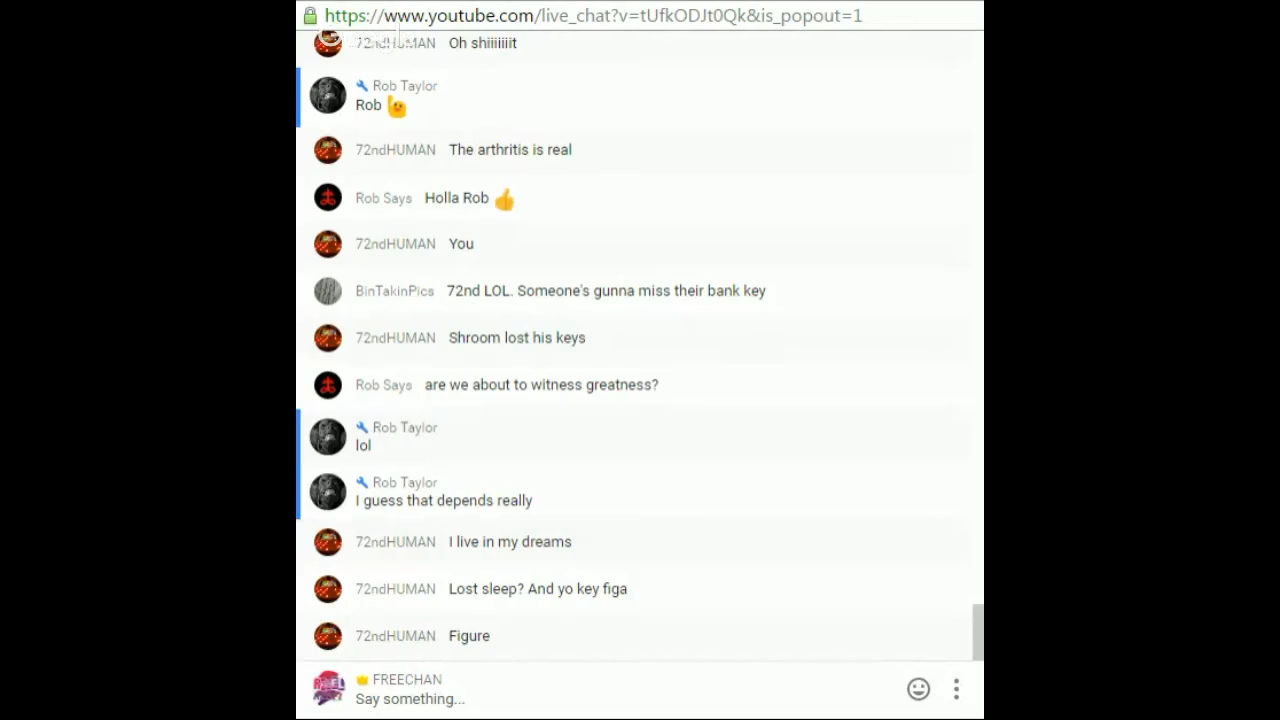 https://www.youtube.com/live_chat?v=tUfkODJt0Qk&is_popout=1
72ndHUMAN Oh shiiiiiit
Rob Taylor
Rob
72ndHUMAN The arthritis is real
Rob Says Holla Rob
72ndHUMAN You
BinTakinPics 72nd LOL. Someone's gunna miss their bank key
72ndHUMAN Shroom lost his keys
Rob Says are we about to witness greatness?
Rob Taylor
lol
Rob Taylor
I guess that depends really
72ndHUMAN I live in my dreams
72ndHUMAN Lost sleep? And yo key figa
72ndHUMAN Figure
FREECHAN
Say something...